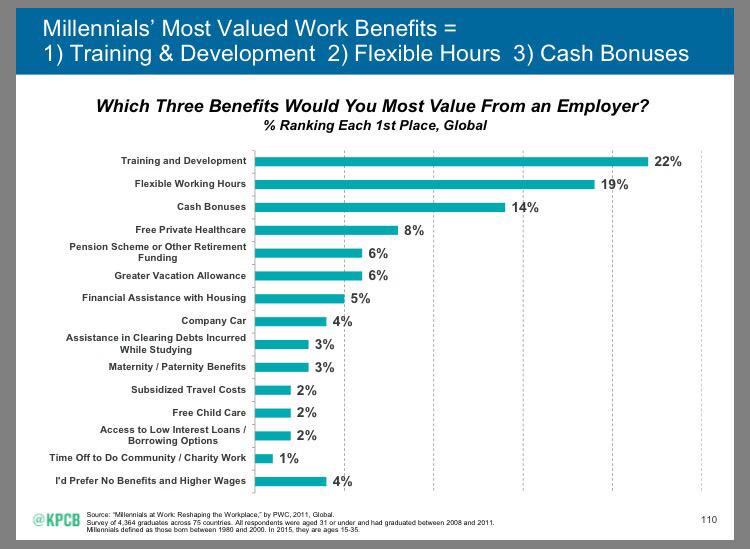 Millennials' Most Valued Work Benefits =
1) Training & Development 2) Flexible Hours 3) Cash Bonuses
Which Three Benefits Would You Most Value From an Employer?
% Ranking Each 1st Place, Global
Training and Development 22%
Flexible Working Hours 19%
Cash Bonuses 14%
Free Private Healthcare 8%
Pension Scheme or Other Retirement
Funding 6%
Greater Vacation Allowance 6%
Financial Assistance with Housing 5%
Company Car 4%
Assistance in Clearing Debts Incurred
While Studying 3%
Maternity / Paternity Benefits 3%
Subsidized Travel Costs 2%
Free Child Care 2%
Access to Low Interest Loans /
Borrowing Options 2%
Time Off to Do Community / Charity Work 1%
I'd Prefer No Benefits and Higher Wages 4%
@KPCB
Source: "Millennials at Work: Reshaping the Workplace," by PWC, 2011, Global.
Survey of 4,364 graduates across 75 countries. All respondents were aged 31 or under and had graduated between 2008 and 2011.
Millennials defined as those born between 1980 and 2000. In 2015, they are ages 15-35.
110